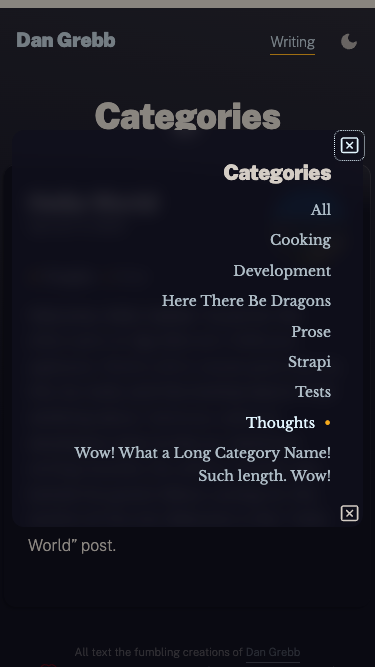 Dan Grebb
Writing
Categories
Categories
All
Cooking
Development
Here There Be Dragons
Prose
Strapi
Tests
Thoughts •
Wow! What a Long Category Name!
Such length. Wow!
World” post.
All text the fumbling creations of Dan Grebb